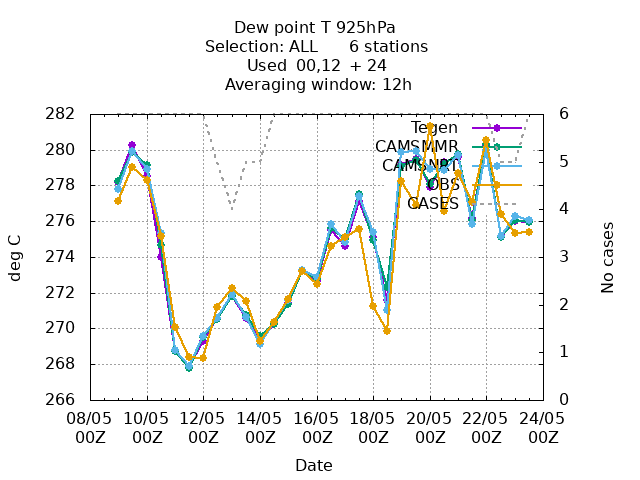 Dew point T 925hPa
Selection: ALL 6 stations
Used 00,12 + 24
Averaging window: 12h
282
280
278
276
274
272
270
268
266
6
5
4
3
2
1
0
Tegen
CAMSMMR
CAMSNRT
OBS
CASES
deg C
No cases
08/05 10/05 12/05 14/05 16/05 18/05 20/05 22/05 24/05
00Z 00Z 00Z 00Z 00Z 00Z 00Z 00Z 00Z
Date